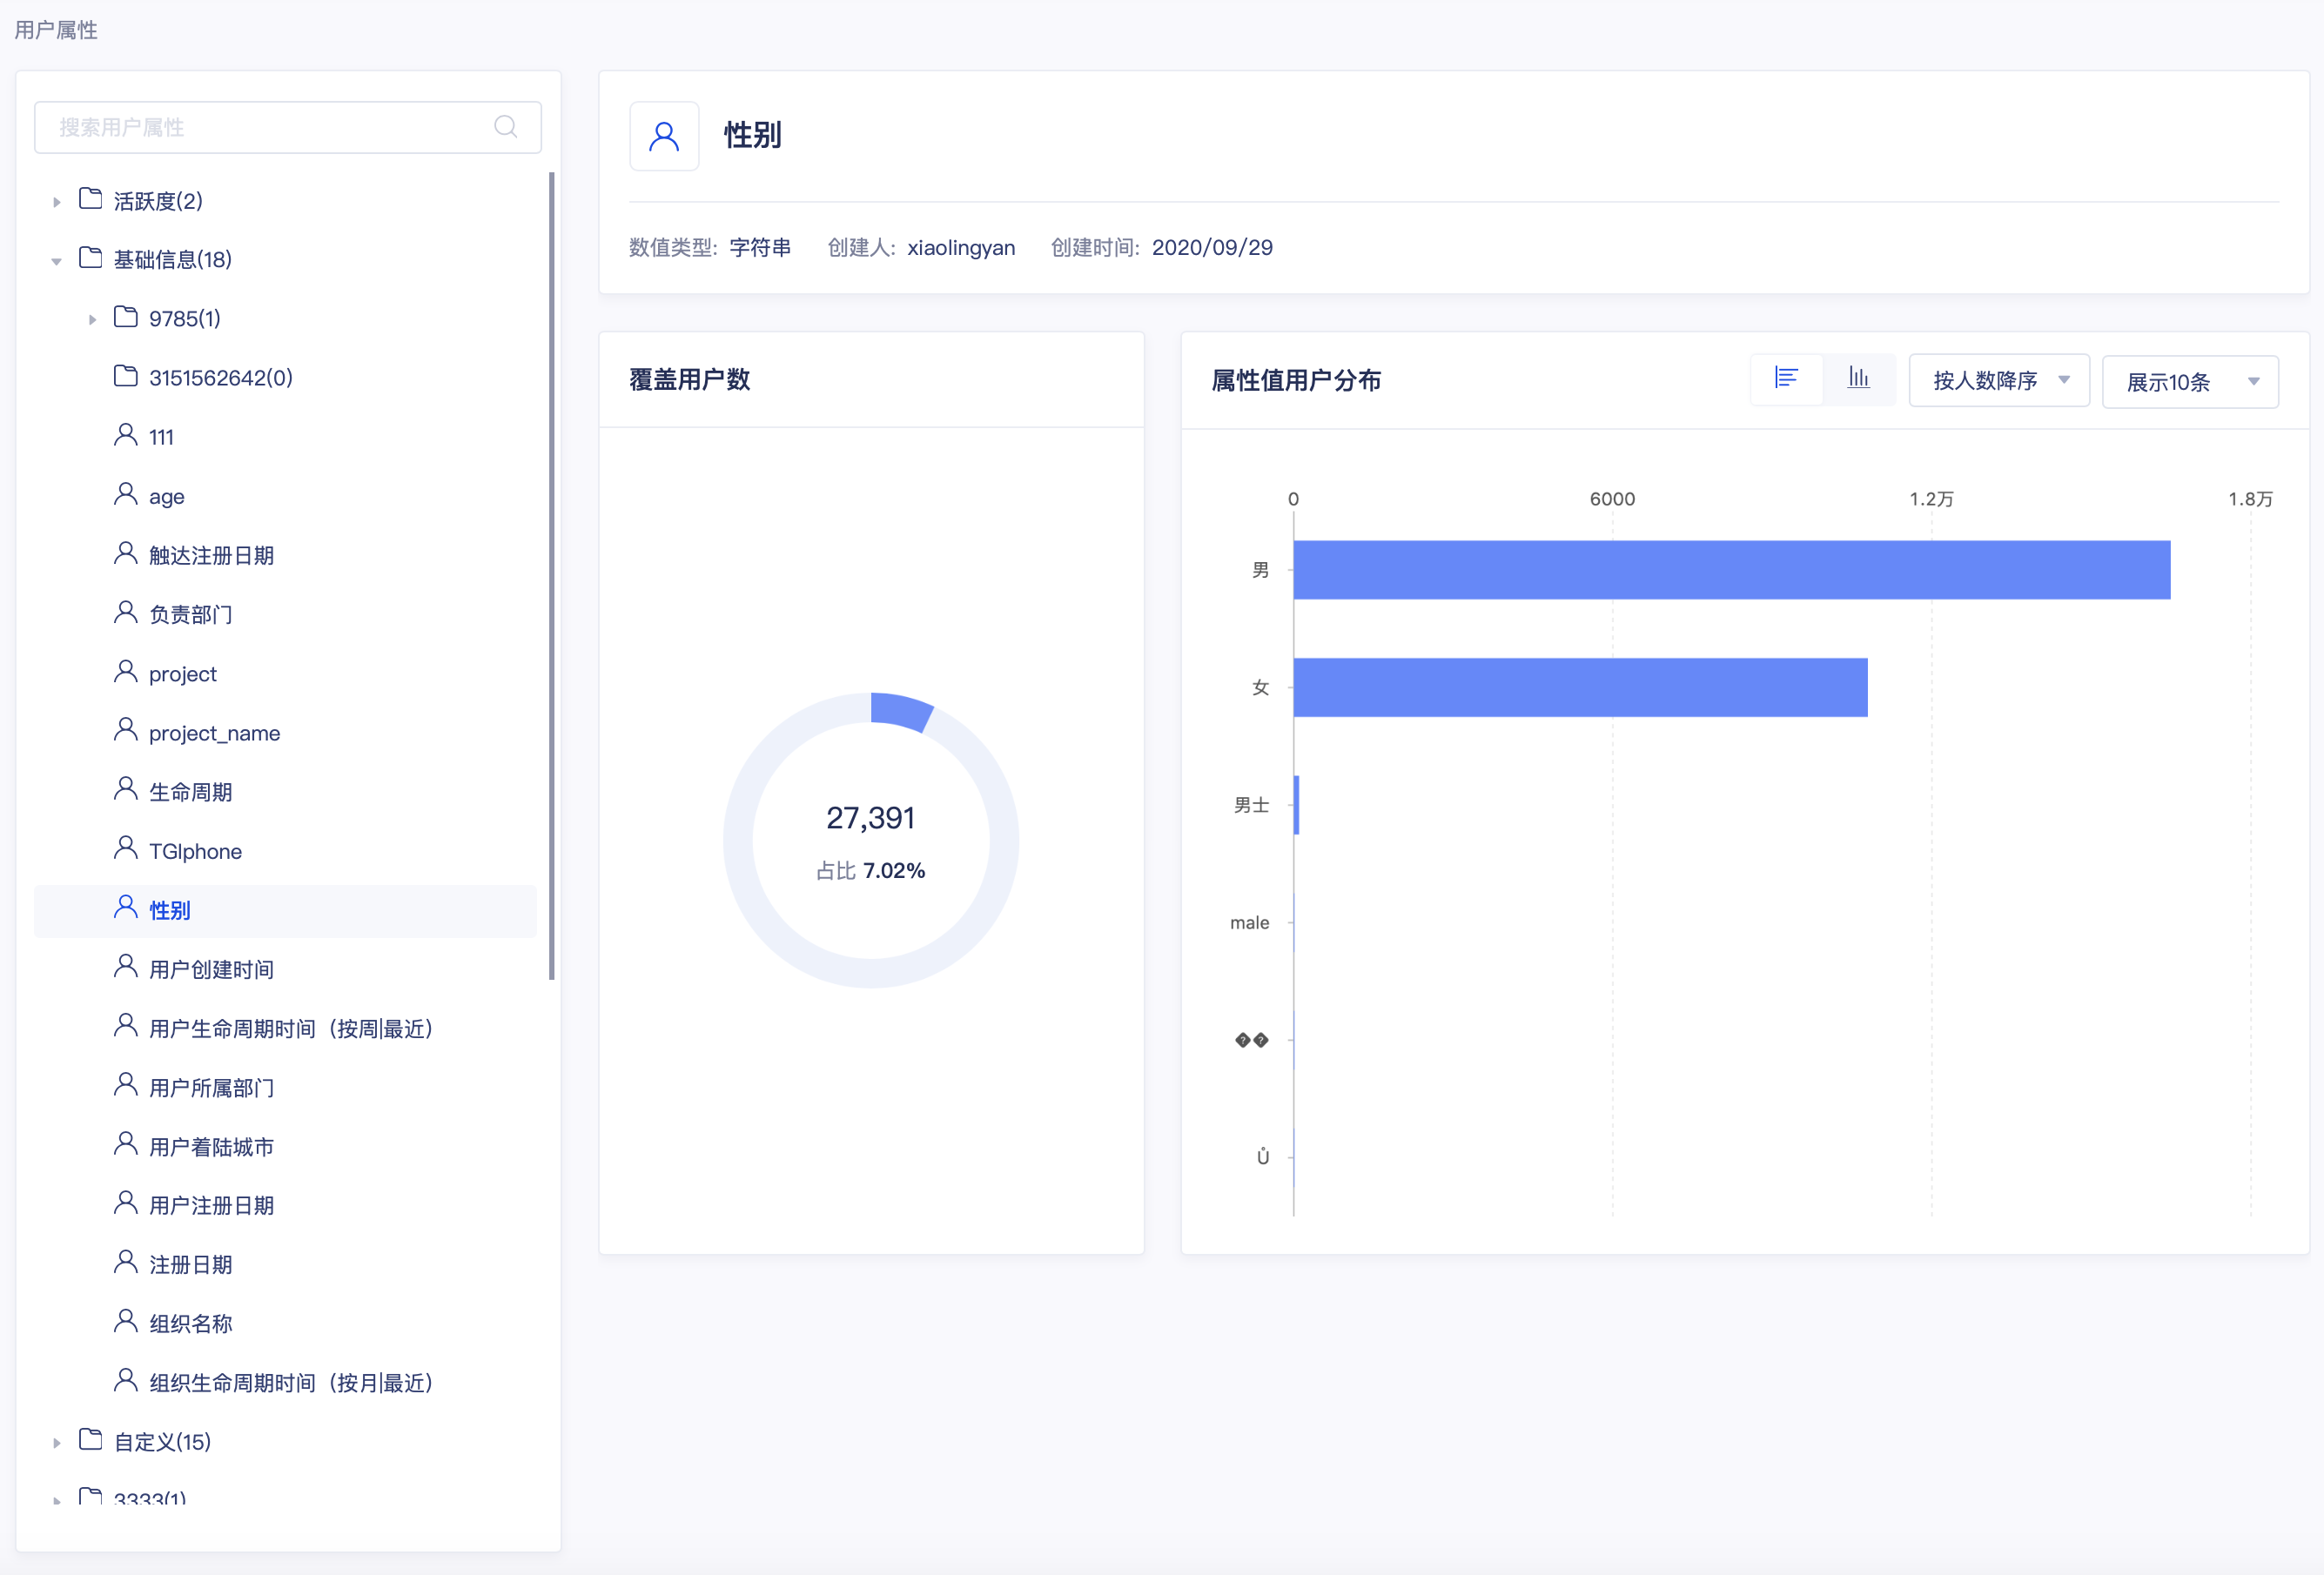 用户属性
搜索用户属性
活跃度(2)
基础信息(18)
9785(1)
3151562642(0)
111
age
触达注册日期
负责部门
project
project_name
生命周期
TGIphone
性别
用户创建时间
用户生命周期时间（按周|最近）
用户所属部门
用户着陆城市
用户注册日期
注册日期
组织名称
组织生命周期时间（按月|最近）
自定义(15)
3333(1)
性别
数值类型: 字符串 创建人: xiaolingyan 创建时间: 2020/09/29
覆盖用户数
27,391
占比 7.02%
属性值用户分布
按人数降序
展示10条
0 6000 1.2万 1.8万
男
女
男士
male
��
Ů